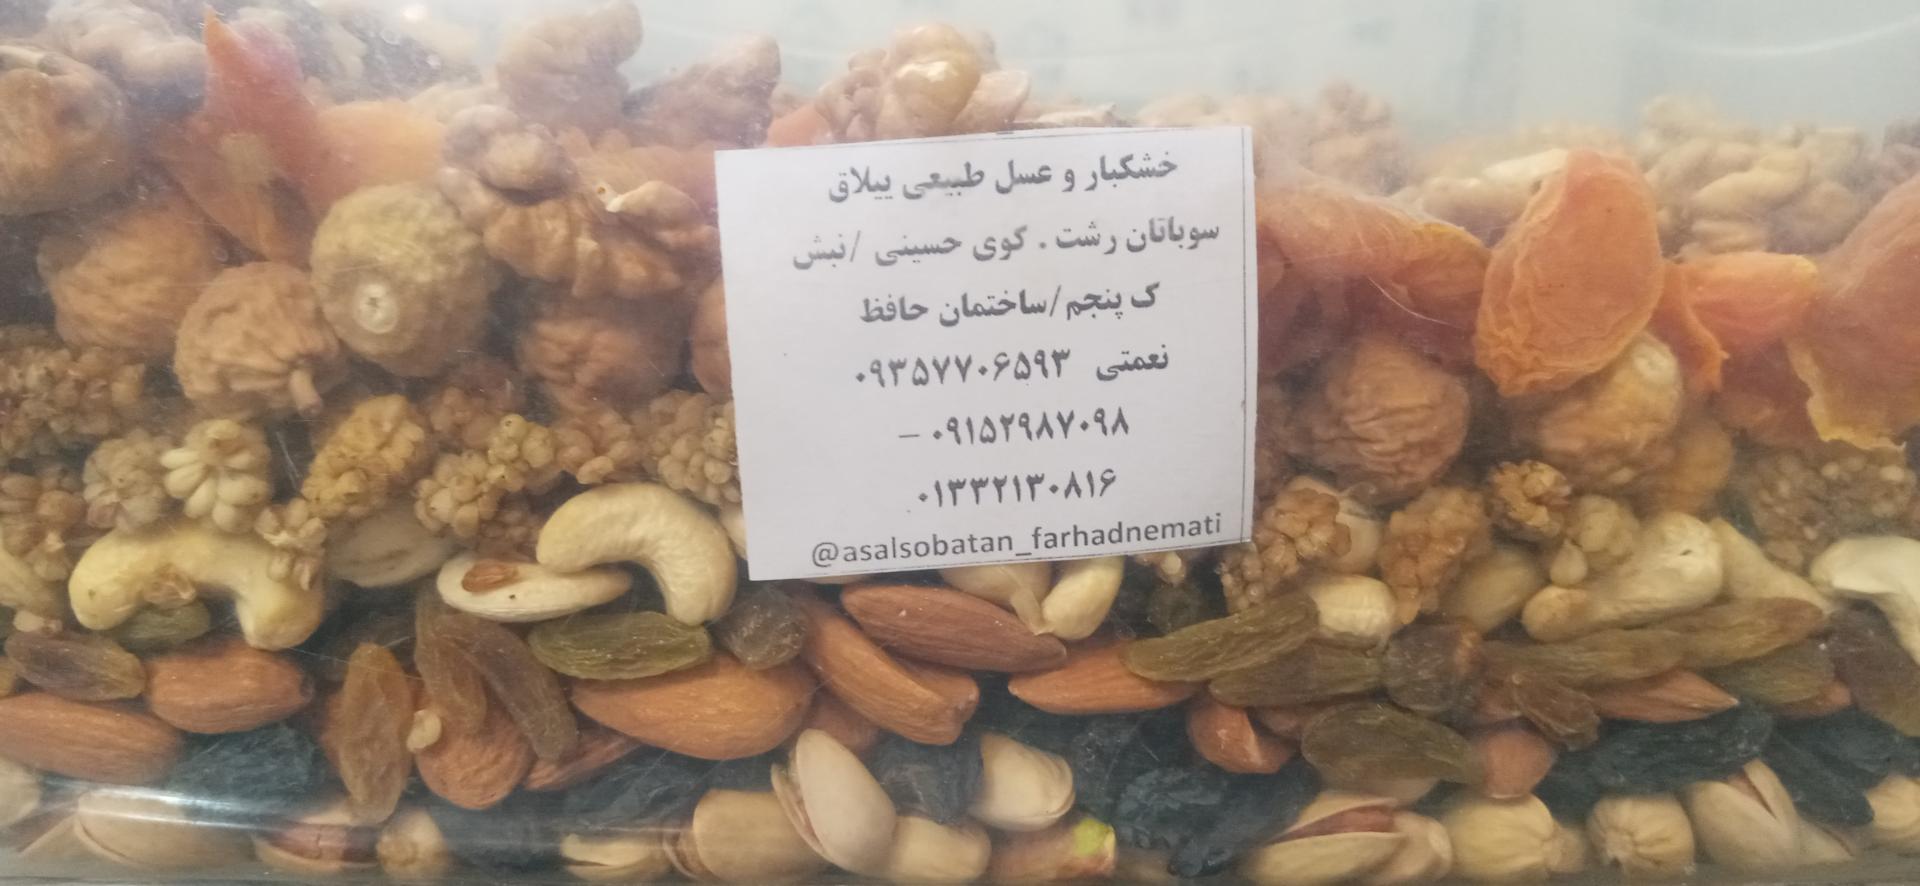 خشکبار و عسل طبیعی ییلاق
سوباتان رشت . کوی حسینی /نبش
ک پنجم/ساختمان حافظ
نعمتی ۰۹۳۵۷۷۰۶۵۹۳
۰۹۱۵۲۹۸۷۰۹۸ –
۰۱۳۳۲۱۳۰۸۱۶
@asalsobatan_farhadnemati